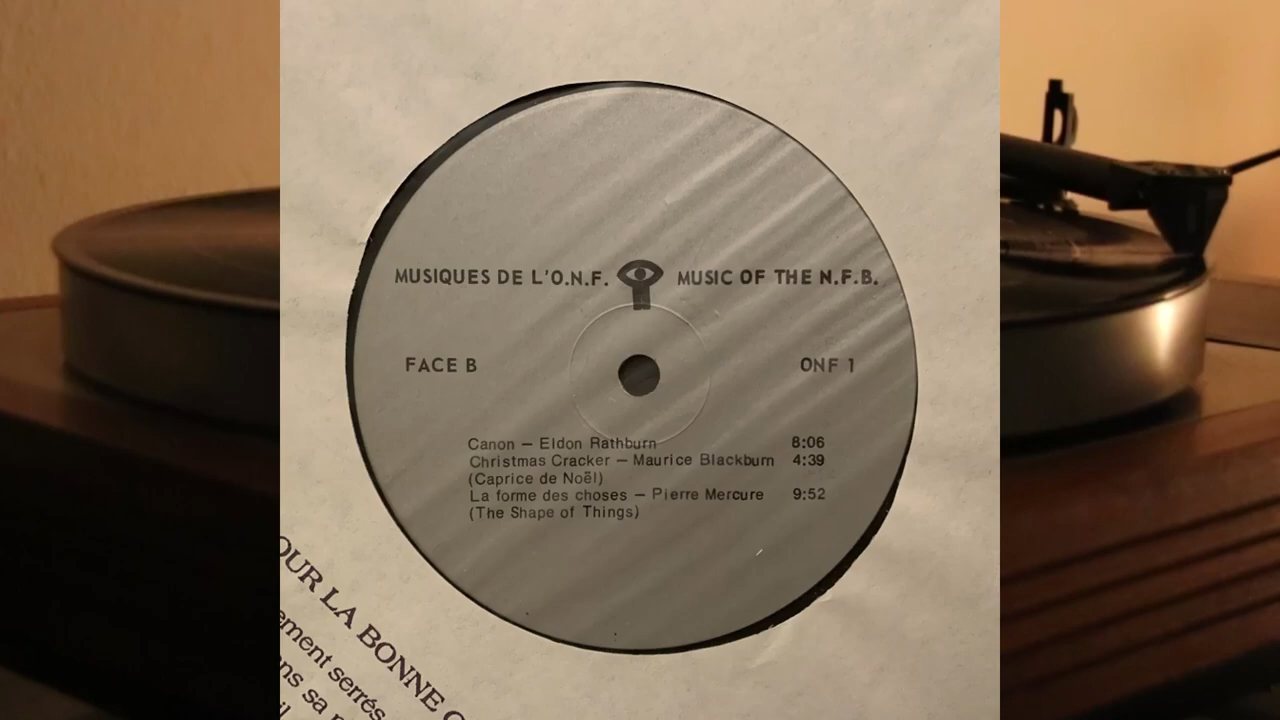 MUSIQUES DE L'O.N.F. MUSIC OF THE N.F.B.
FACE B ONF 1
Canon – Eldon Rathburn 8:06
Christmas Cracker – Maurice Blackburn 4:39
(Caprice de Noël)
La forme des choses – Pierre Mercure 9:52
(The Shape of Things)
OUR LA BONNE
ement serrés
ns sa